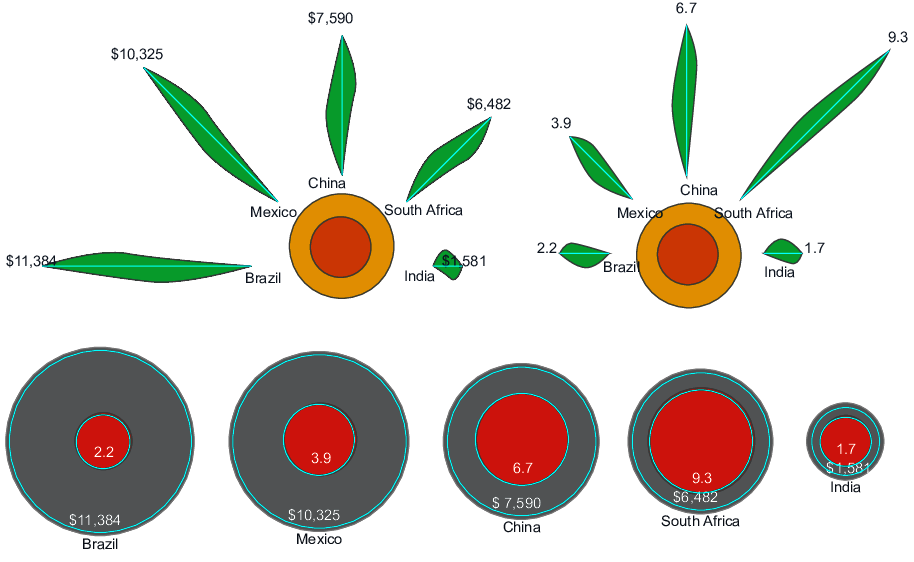 $7,590
$10,325
$6,482
China
Mexico
South Africa
$11,384
Brazil
India
$1,581
6.7
9.3
3.9
China
Mexico
South Africa
2.2
Brazil
1.7
India
2.2
$11,384
Brazil
3.9
$10,325
Mexico
6.7
$ 7,590
China
9.3
$6,482
South Africa
1.7
$1,581
India